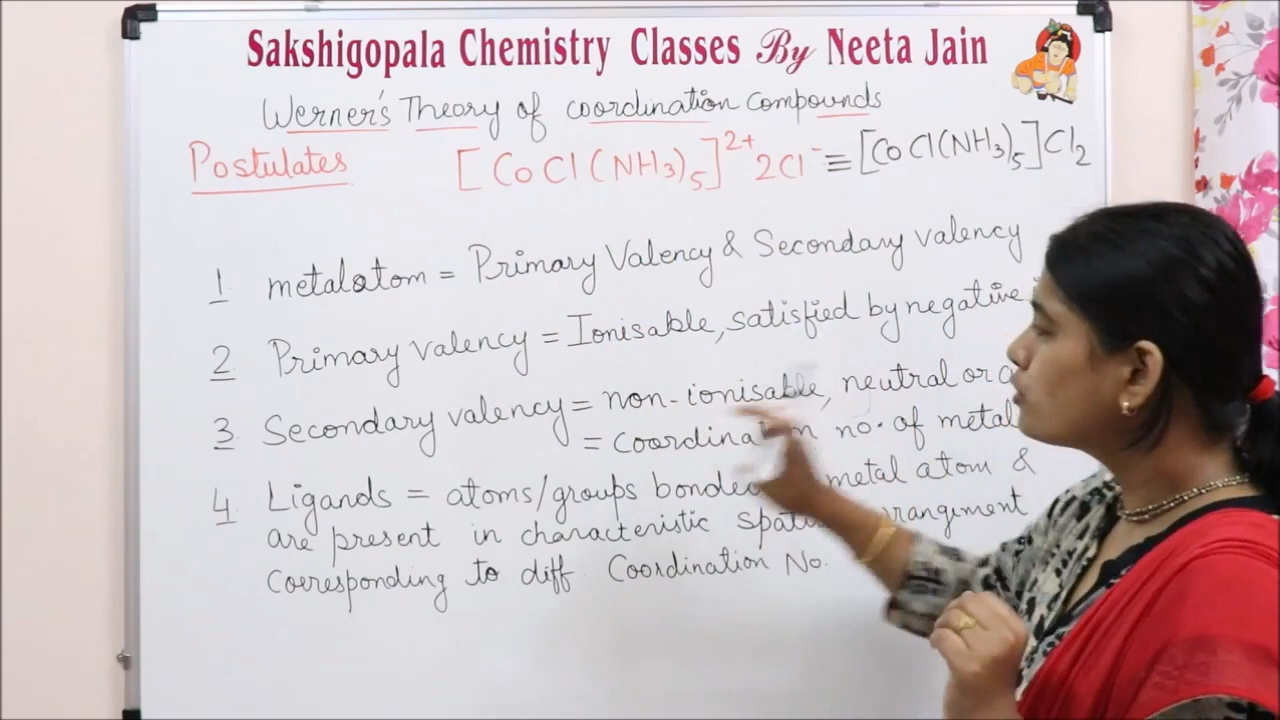 Sakshigopala Chemistry Classes By Neeta Jain
Werner's Theory of coordination compounds
Postulates [CoCl(NH3)5]2+ 2Cl- ≡ [CoCl(NH3)5]Cl2
1 metalatom = Primary Valency & Secondary valency
2 Primary valency = Ionisable, satisfied by negative
3 Secondary valency = non-ionisable, neutral or
= coordination no. of metal
4 Ligands = atoms/groups bonded metal atom &
are present in characteristic spatial arrangement
corresponding to diff Coordination No.